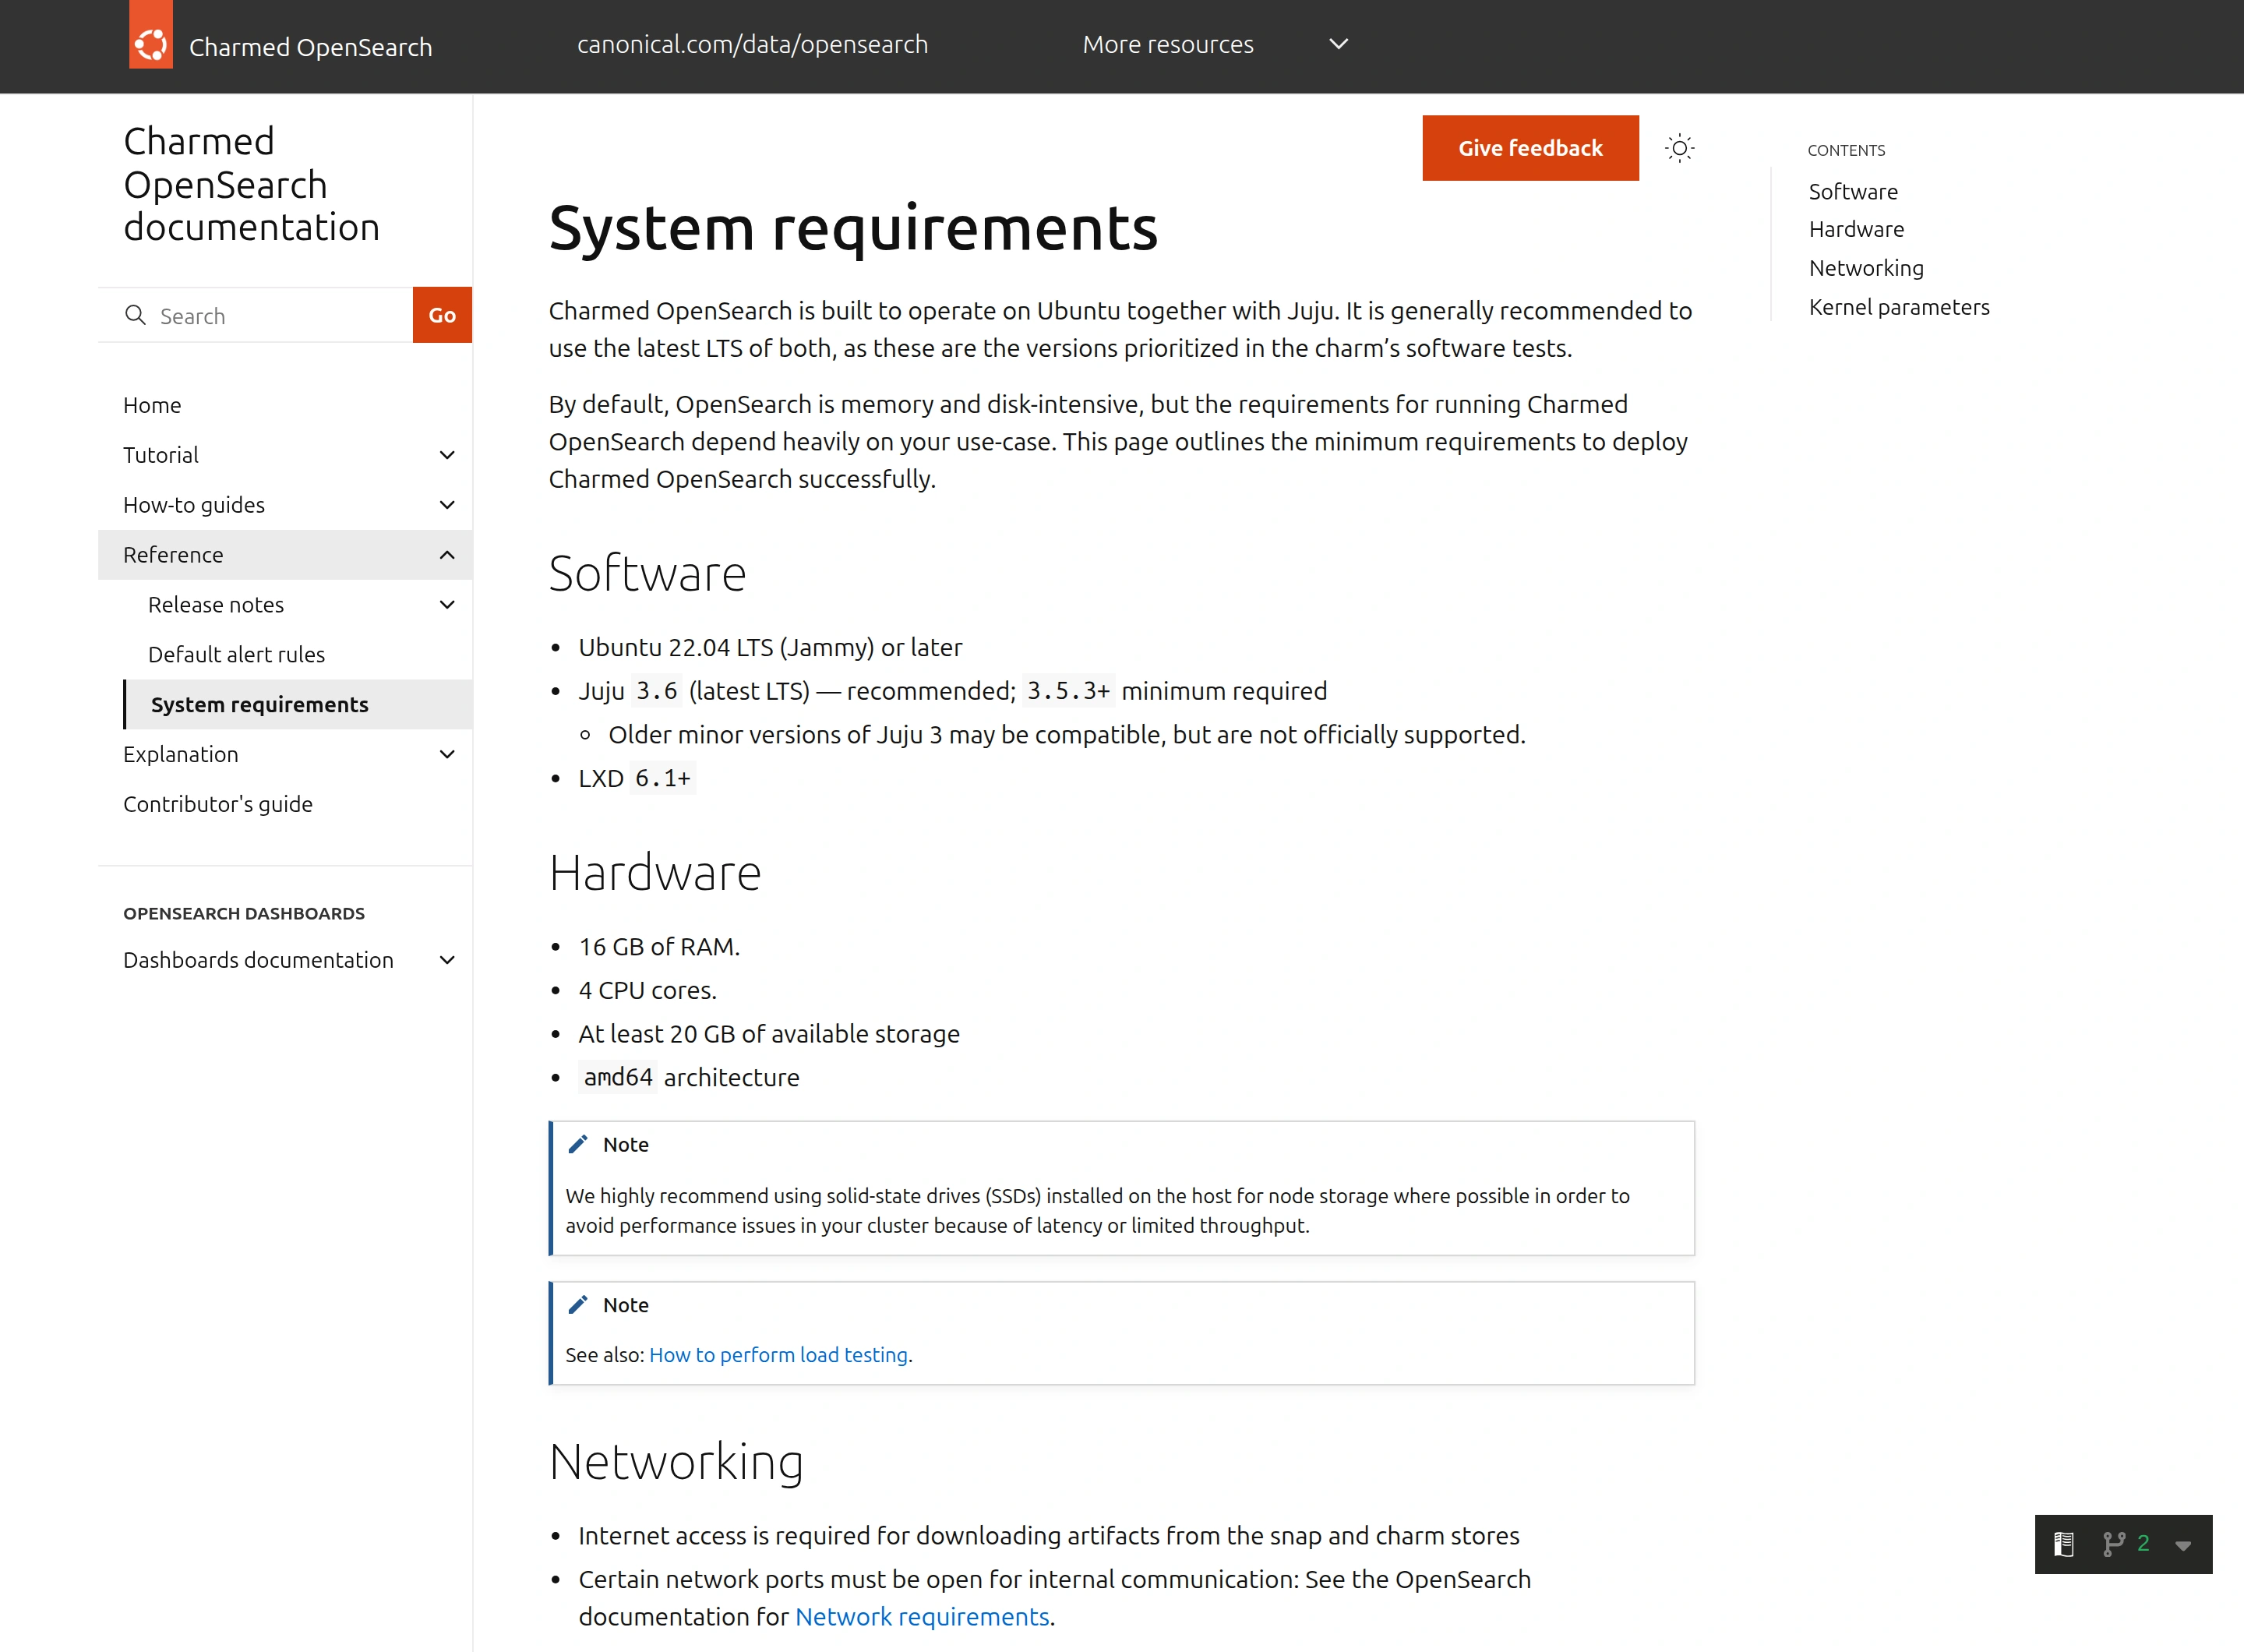 Charmed OpenSearch
canonical.com/data/opensearch
More resources
Charmed
OpenSearch
documentation
Search
Go
Home
Tutorial
How-to guides
Reference
Release notes
Default alert rules
System requirements
Explanation
Contributor's guide
OPENSEARCH DASHBOARDS
Dashboards documentation
Give feedback
System requirements
Charmed OpenSearch is built to operate on Ubuntu together with Juju. It is generally recommended to
use the latest LTS of both, as these are the versions prioritized in the charm’s software tests.
By default, OpenSearch is memory and disk-intensive, but the requirements for running Charmed
OpenSearch depend heavily on your use-case. This page outlines the minimum requirements to deploy
Charmed OpenSearch successfully.
Software
• Ubuntu 22.04 LTS (Jammy) or later
• Juju 3.6 (latest LTS) — recommended; 3.5.3+ minimum required
◦ Older minor versions of Juju 3 may be compatible, but are not officially supported.
• LXD 6.1+
Hardware
• 16 GB of RAM.
• 4 CPU cores.
• At least 20 GB of available storage
• amd64 architecture
Note
We highly recommend using solid-state drives (SSDs) installed on the host for node storage where possible in order to
avoid performance issues in your cluster because of latency or limited throughput.
Note
See also: How to perform load testing.
Networking
• Internet access is required for downloading artifacts from the snap and charm stores
• Certain network ports must be open for internal communication: See the OpenSearch
documentation for Network requirements.
CONTENTS
Software
Hardware
Networking
Kernel parameters
2